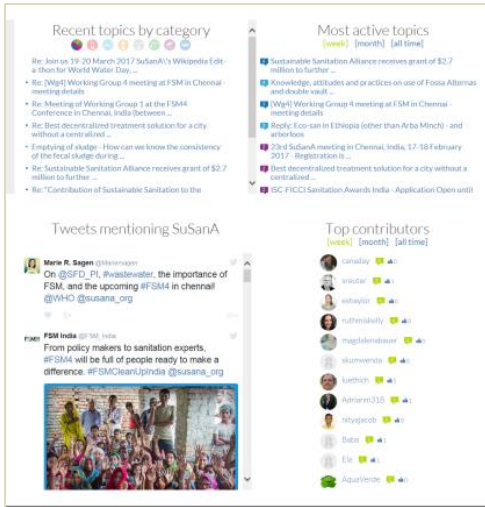 Recent topics by category
Re: Join us 19-20 March 2017 SuSanA\'s Wikipedia Edit-
a-thon for World Water Day, ...
Re: [Wg4] Working Group 4 meeting at FSM in Chennai -
meeting details
Re: Meeting of Working Group 1 at the FSM4
Conference in Chennai, India (between ...
Re: Best decentralized treatment solution for a city
without a centralized ...
Emptying of sludge - How can we know the consistency
of the fecal sludge during ...
Re: Sustainable Sanitation Alliance receives grant of $2.7
million to further ...
Re: "Contribution of Sustainable Sanitation to the
Most active topics
[week] [month] [all time]
Sustainable Sanitation Alliance receives grant of $2.7
million to further ...
Knowledge, attitudes and practices on use of Fossa Alternas
and double vault ...
[Wg4] Working Group 4 meeting at FSM in Chennai -
meeting details
Reply: Eco-san in Ethiopia (other than Arba Minch) - and
arborloos
23rd SuSanA meeting in Chennai, India, 17-18 February
2017 - Registration is ...
Best decentralized treatment solution for a city without a
centralized ...
ISC-FICCI Sanitation Awards India - Application Open until
Tweets mentioning SuSanA
Marie R. Sagen @Mariersagen
On @SFD_PI, #wastewater, the importance of
FSM, and the upcoming #FSM4 in chennai!
@WHO @susana_org
FSM India @FSM_India
From policy makers to sanitation experts,
#FSM4 will be full of people ready to make a
difference. #FSMCleanUpIndia @susana_org
Top contributors
[week] [month] [all time]
canaday
sreutar
eshaylor
ruthmiskelly
magdalenabauer
skumwenda
luethich
Adrianm318
nityajacob
Baba
Ele
AquaVerde